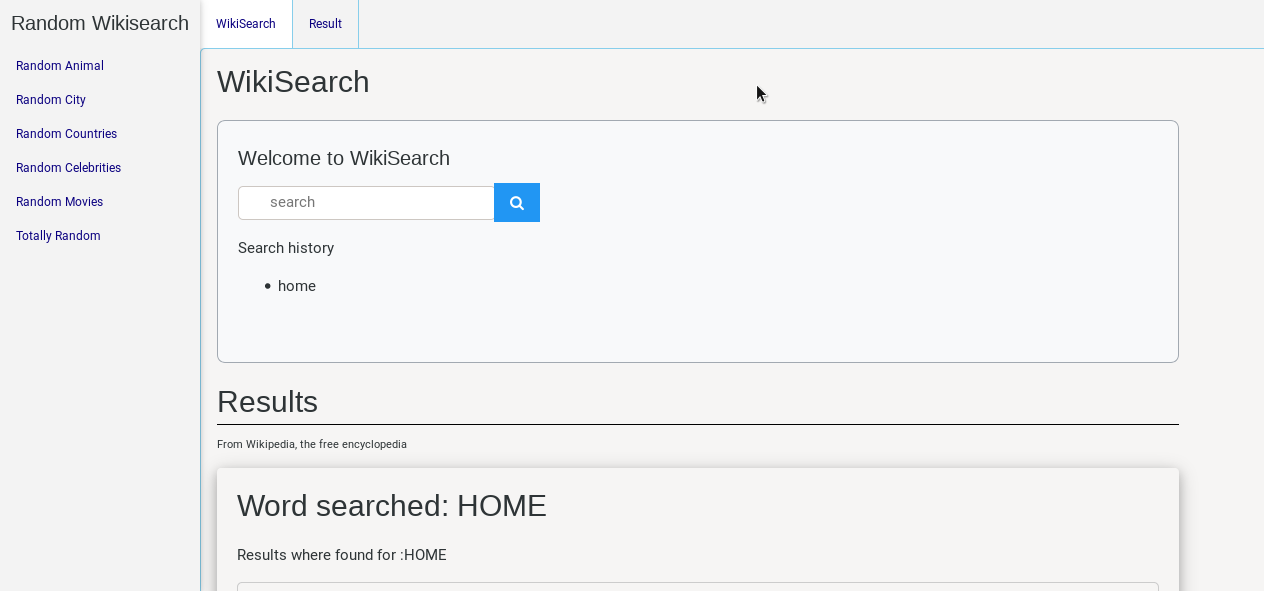 Random Wikisearch
Random Animal
Random City
Random Countries
Random Celebrities
Random Movies
Totally Random
WikiSearch
Result
WikiSearch
Welcome to WikiSearch
search
Search history
home
Results
From Wikipedia, the free encyclopedia
Word searched: HOME
Results where found for :HOME